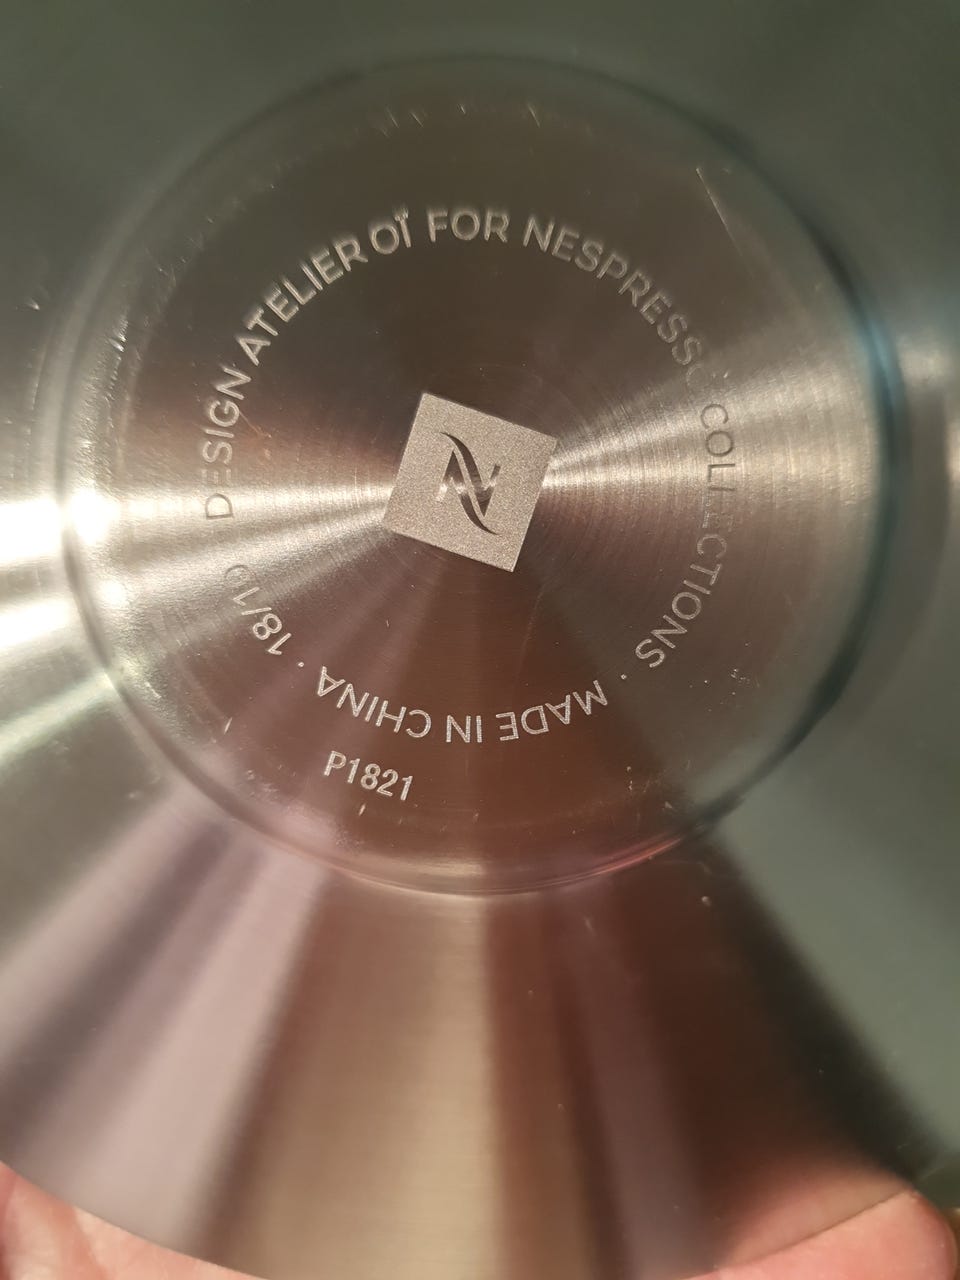 DESIGN ATELIER OÏ FOR NESPRESSO COLLECTIONS · MADE IN CHINA · 18/10
P1821